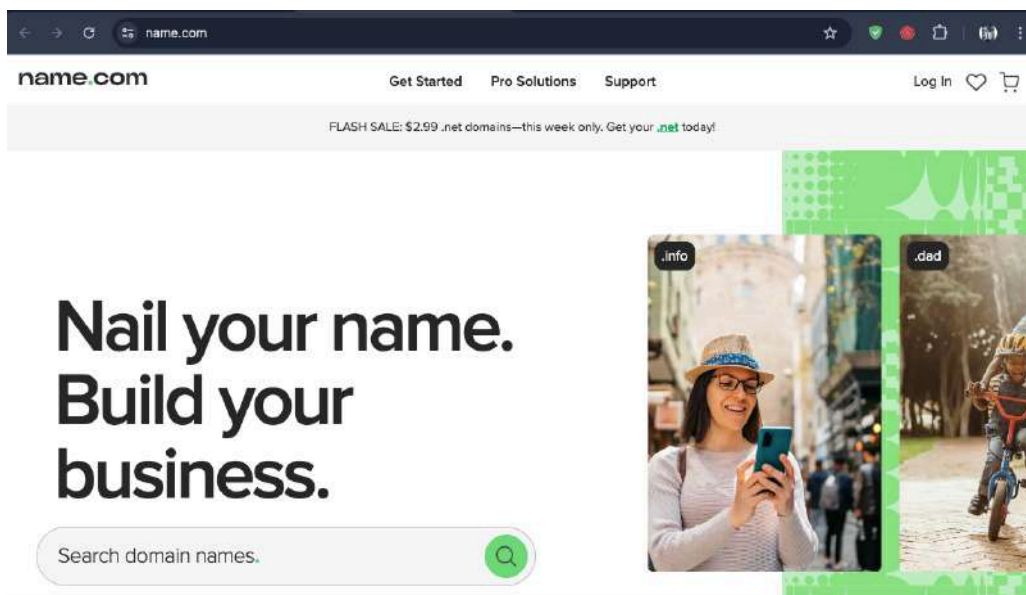 name.com
name.com
Get Started Pro Solutions Support Log In
FLASH SALE: $2.99 .net domains—this week only. Get your .net today!
.info
.dad
Nail your name.
Build your
business.
Search domain names.